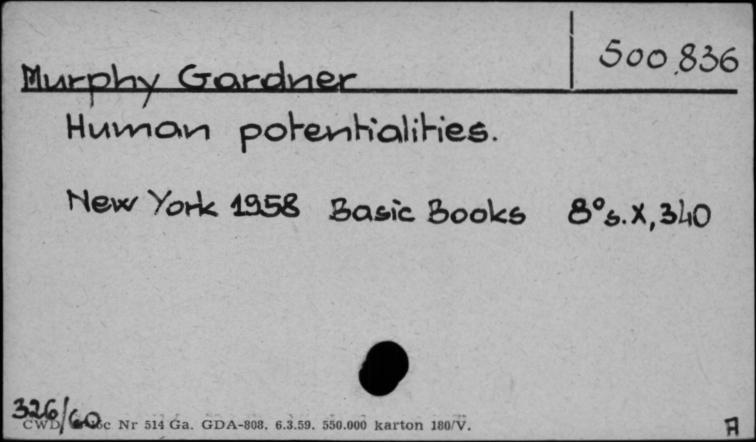 500.836
Murphy Gardner
Human potentialities.
New York 1958 Basic Books 8° s. X, 340
326/60
CWD Nr 514 Ga. GDA-808. 6.3.59. 550.000 karton 180/V.
A